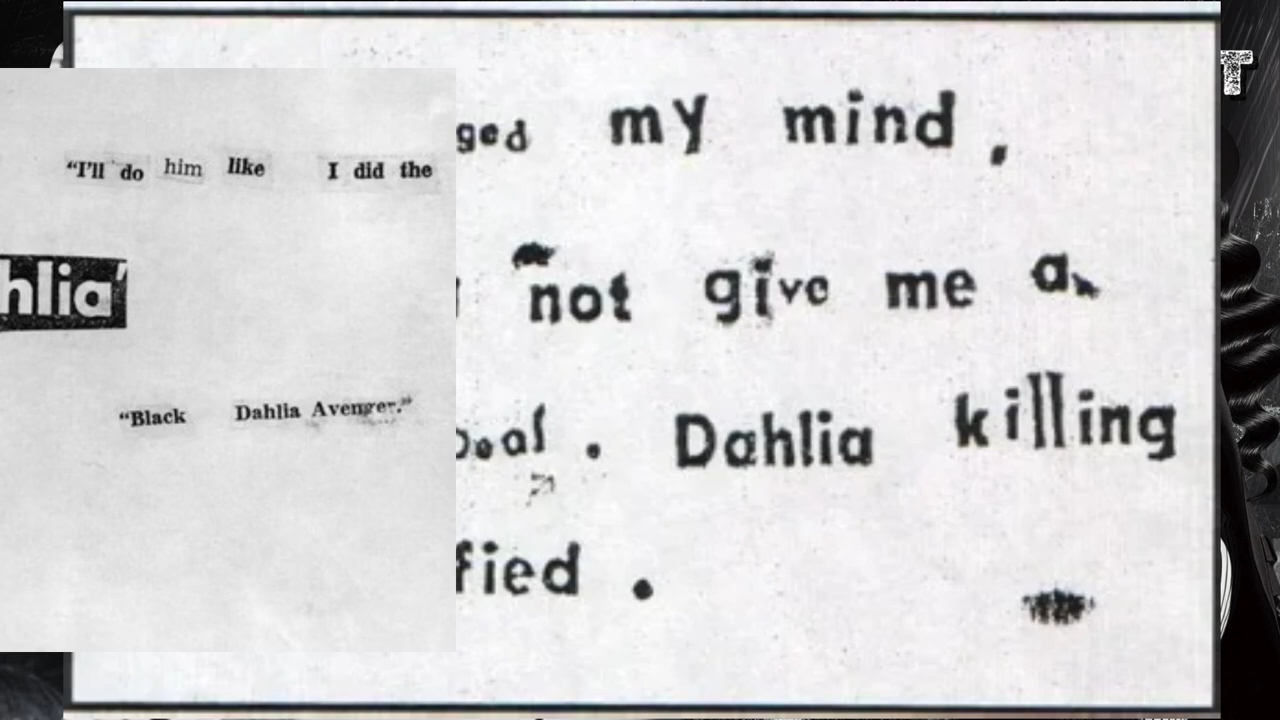 "I'll do him like I did the
hlia'
"Black Dahlia Avenger."
ged my mind,
not give me a
Dahlia killing
fied.
T